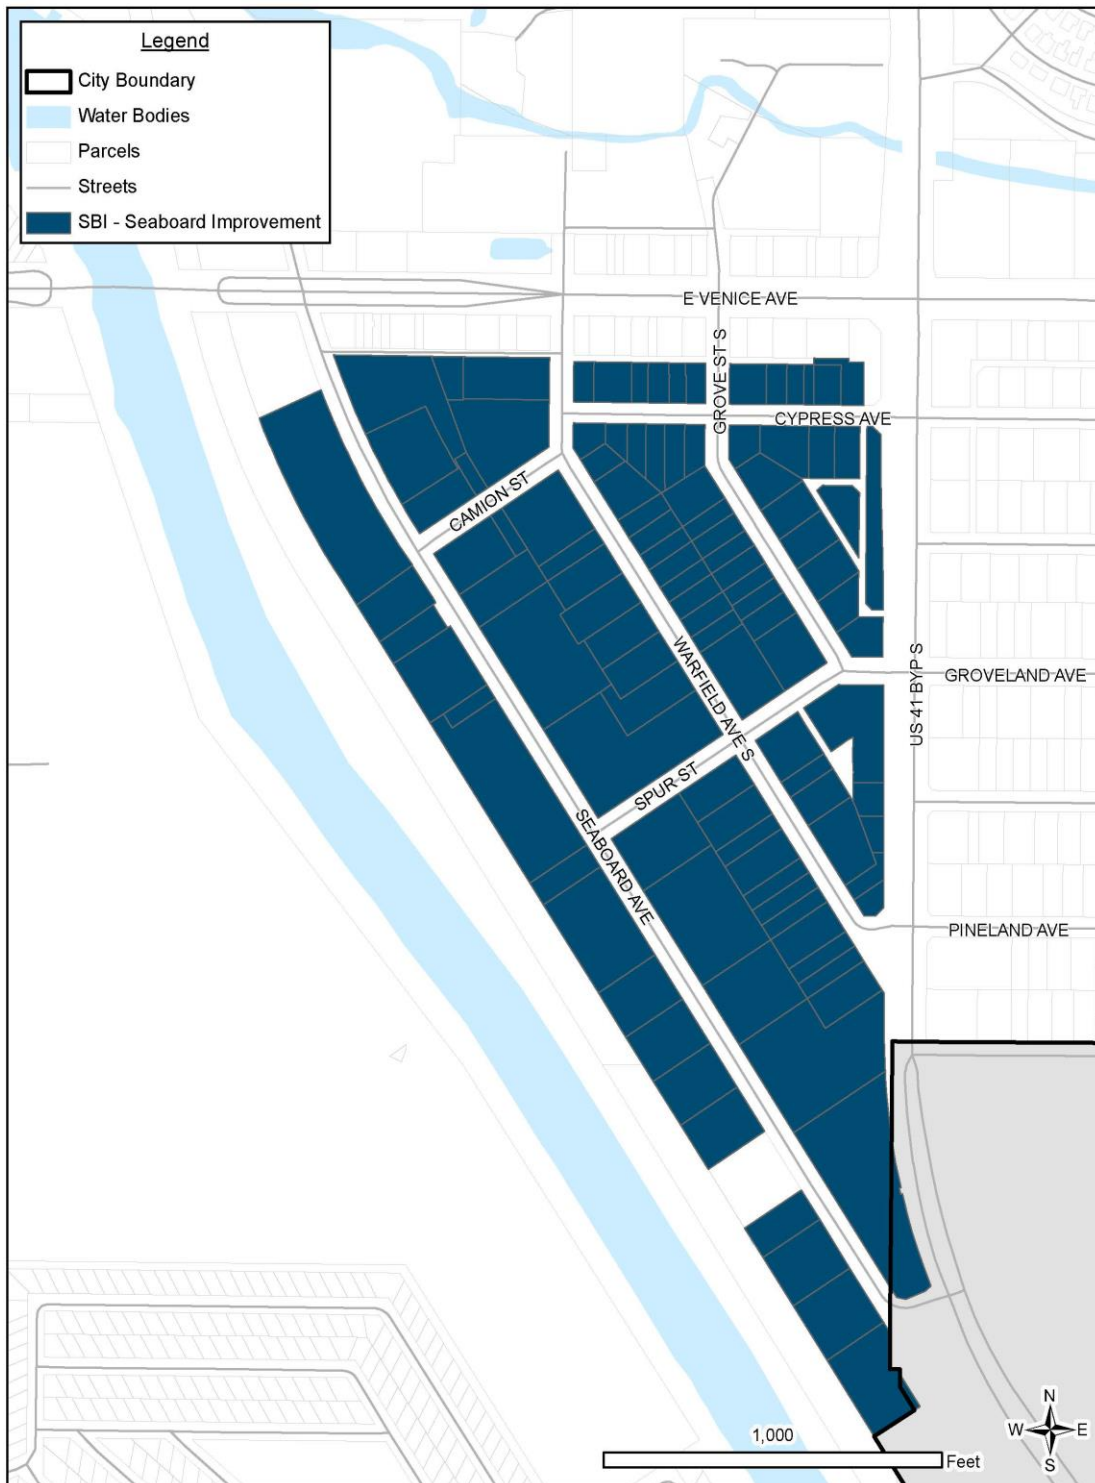 Legend
City Boundary
Water Bodies
Parcels
Streets
SBI - Seaboard Improvement
E VENICE AVE
GROVE ST S
CYPRESS AVE
CAMION ST
WARFIELD AVE S
US 41 BYP S
GROVELAND AVE
SPUR ST
SEABOARD AVE
PINELAND AVE
N
W
E
S
1,000
Feet